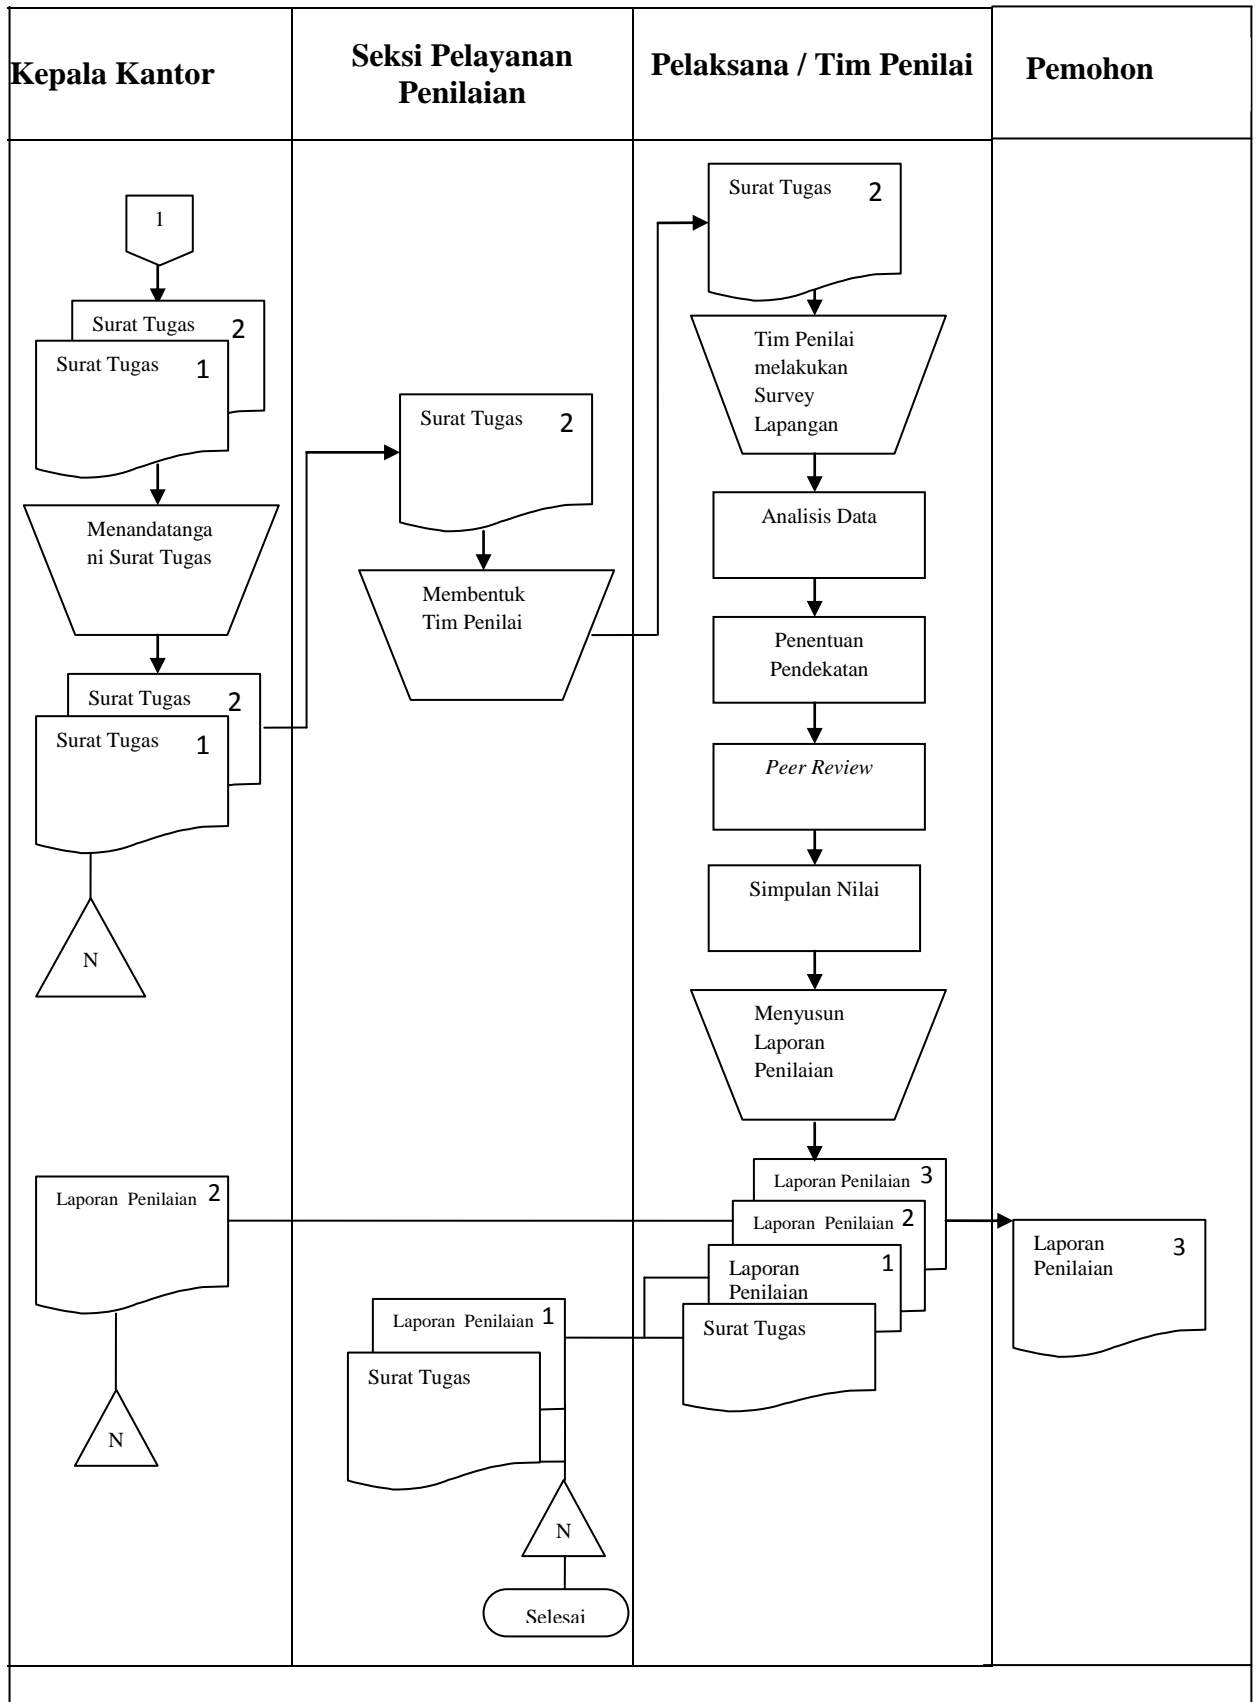 Kepala Kantor
Seksi Pelayanan
Penilaian
Pelaksana / Tim Penilai
Pemohon
1
Surat Tugas 2
Surat Tugas 1
Menandatanga
ni Surat Tugas
Surat Tugas 2
Surat Tugas 1
N
Laporan Penilaian 2
N
Surat Tugas 2
Membentuk
Tim Penilai
Laporan Penilaian 1
Surat Tugas
N
Selesai
Surat Tugas 2
Tim Penilai
melakukan
Survey
Lapangan
Analisis Data
Penentuan
Pendekatan
Peer Review
Simpulan Nilai
Menyusun
Laporan
Penilaian
Laporan Penilaian 3
Laporan Penilaian 2
Laporan 1
Penilaian
Surat Tugas
Laporan 3
Penilaian